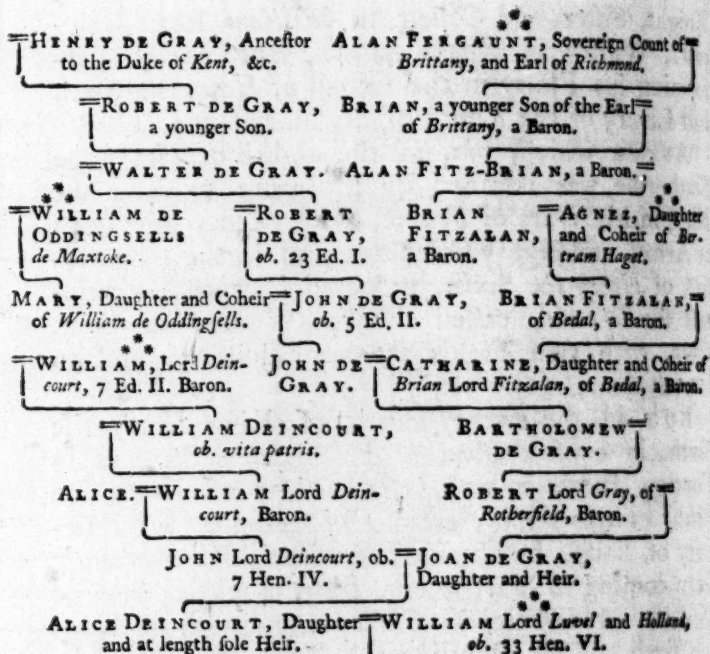 HENRY DE GRAY, Anceſtor
to the Duke of Kent, &c.
ALAN FERGAUNT, Sovereign Count of
Brittany, and Earl of Richmond.
ROBERT DE GRAY,
a younger Son.
BRIAN, a younger Son of the Earl
of Brittany, a Baron.
WALTER DE GRAY.
ALAN FITZ-BRIAN, a Baron.
WILLIAM DE
ODDINGSELLS
de Maxtoke.
ROBERT
DE GRAY,
ob. 23 Ed. I.
BRIAN
FITZALAN,
a Baron.
AGNES, Daughter
and Coheir of Ber-
tram Haget.
MARY, Daughter and Coheir
of William de Oddingſells.
JOHN DE GRAY,
ob. 5 Ed. II.
BRIAN FITZALAN,
of Bedal, a Baron.
WILLIAM, Lord Dein-
court, 7 Ed. II. Baron.
JOHN DE
GRAY.
CATHARINE, Daughter and Coheir of
Brian Lord Fitzalan, of Bedal, a Baron.
WILLIAM DEINCOURT,
ob. vita patris.
BARTHOLOMEW
DE GRAY.
ALICE.
WILLIAM Lord Dein-
court, Baron.
ROBERT Lord Gray, of
Rotherfield, Baron.
JOHN Lord Deincourt, ob.
7 Hen. IV.
JOAN DE GRAY,
Daughter and Heir.
ALICE DEINCOURT, Daughter
and at length ſole Heir.
WILLIAM Lord Luvel and Holland,
ob. 33 Hen. VI.